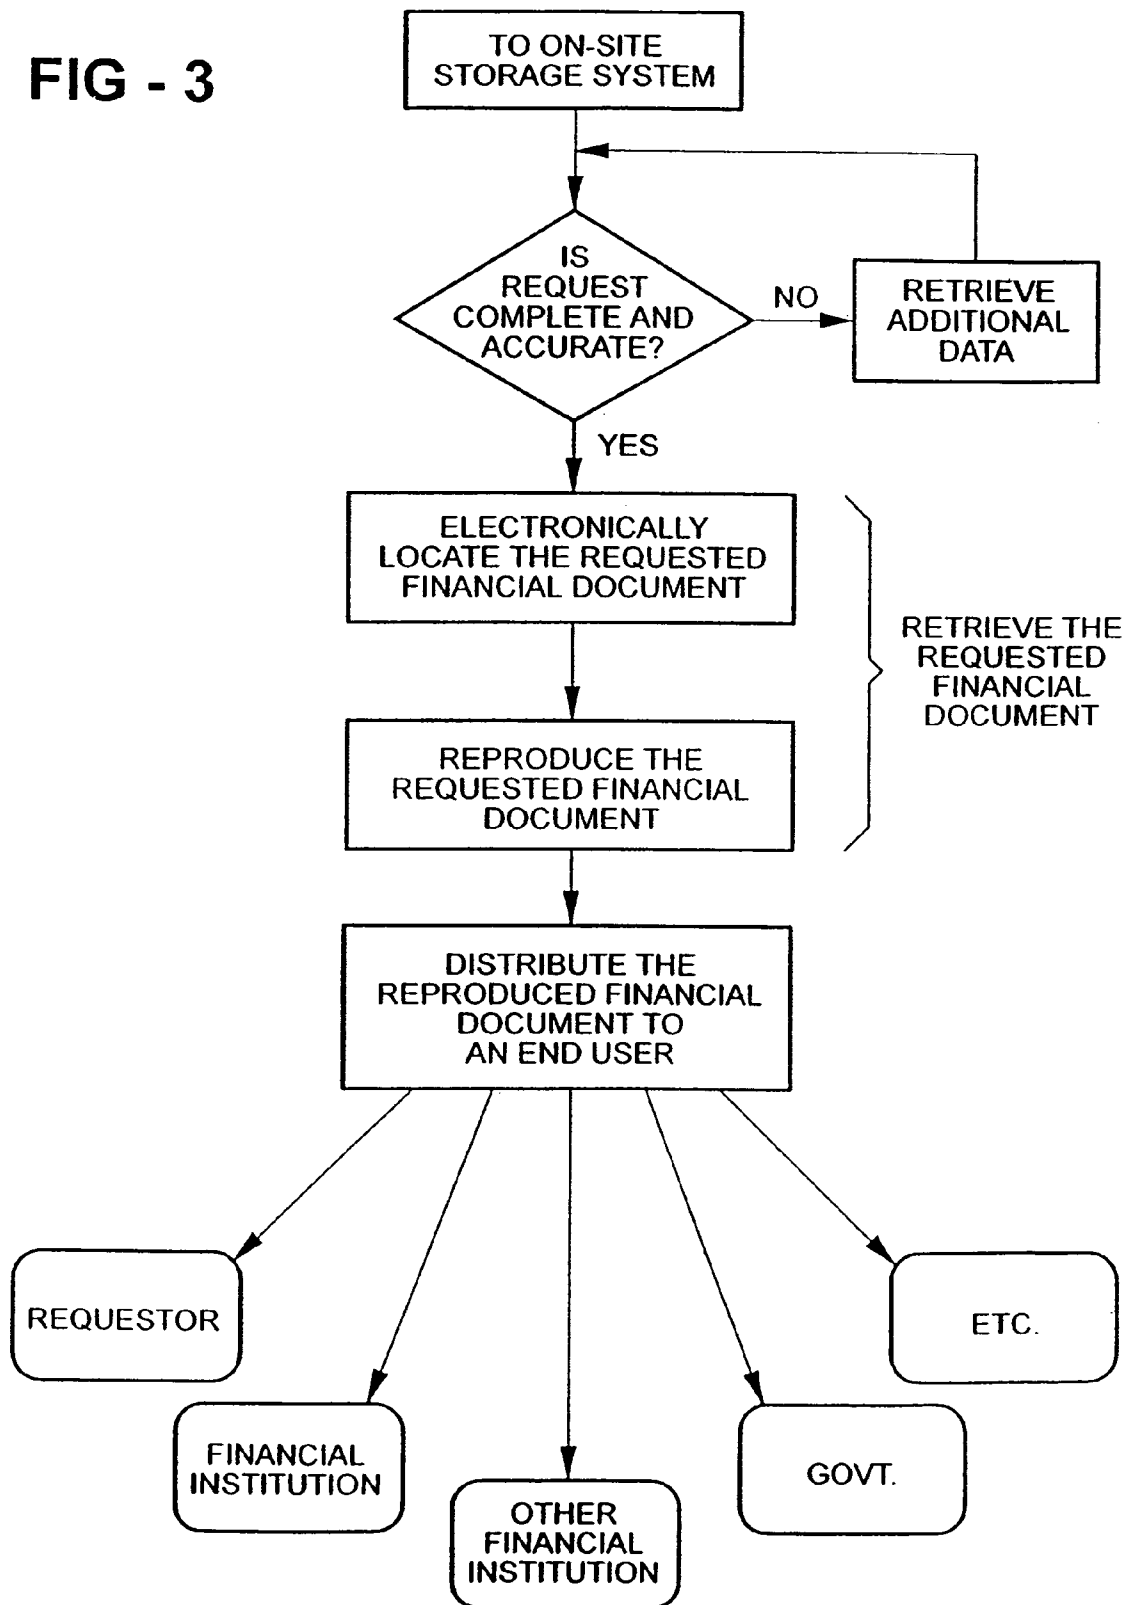 FIG - 3
TO ON-SITE
STORAGE SYSTEM
IS
REQUEST
COMPLETE AND
ACCURATE?
NO
RETRIEVE
ADDITIONAL
DATA
YES
ELECTRONICALLY
LOCATE THE REQUESTED
FINANCIAL DOCUMENT
RETRIEVE THE
REQUESTED
FINANCIAL
DOCUMENT
REPRODUCE THE
REQUESTED FINANCIAL
DOCUMENT
DISTRIBUTE THE
REPRODUCED FINANCIAL
DOCUMENT TO
AN END USER
REQUESTOR
FINANCIAL
INSTITUTION
OTHER
FINANCIAL
INSTITUTION
GOVT.
ETC.